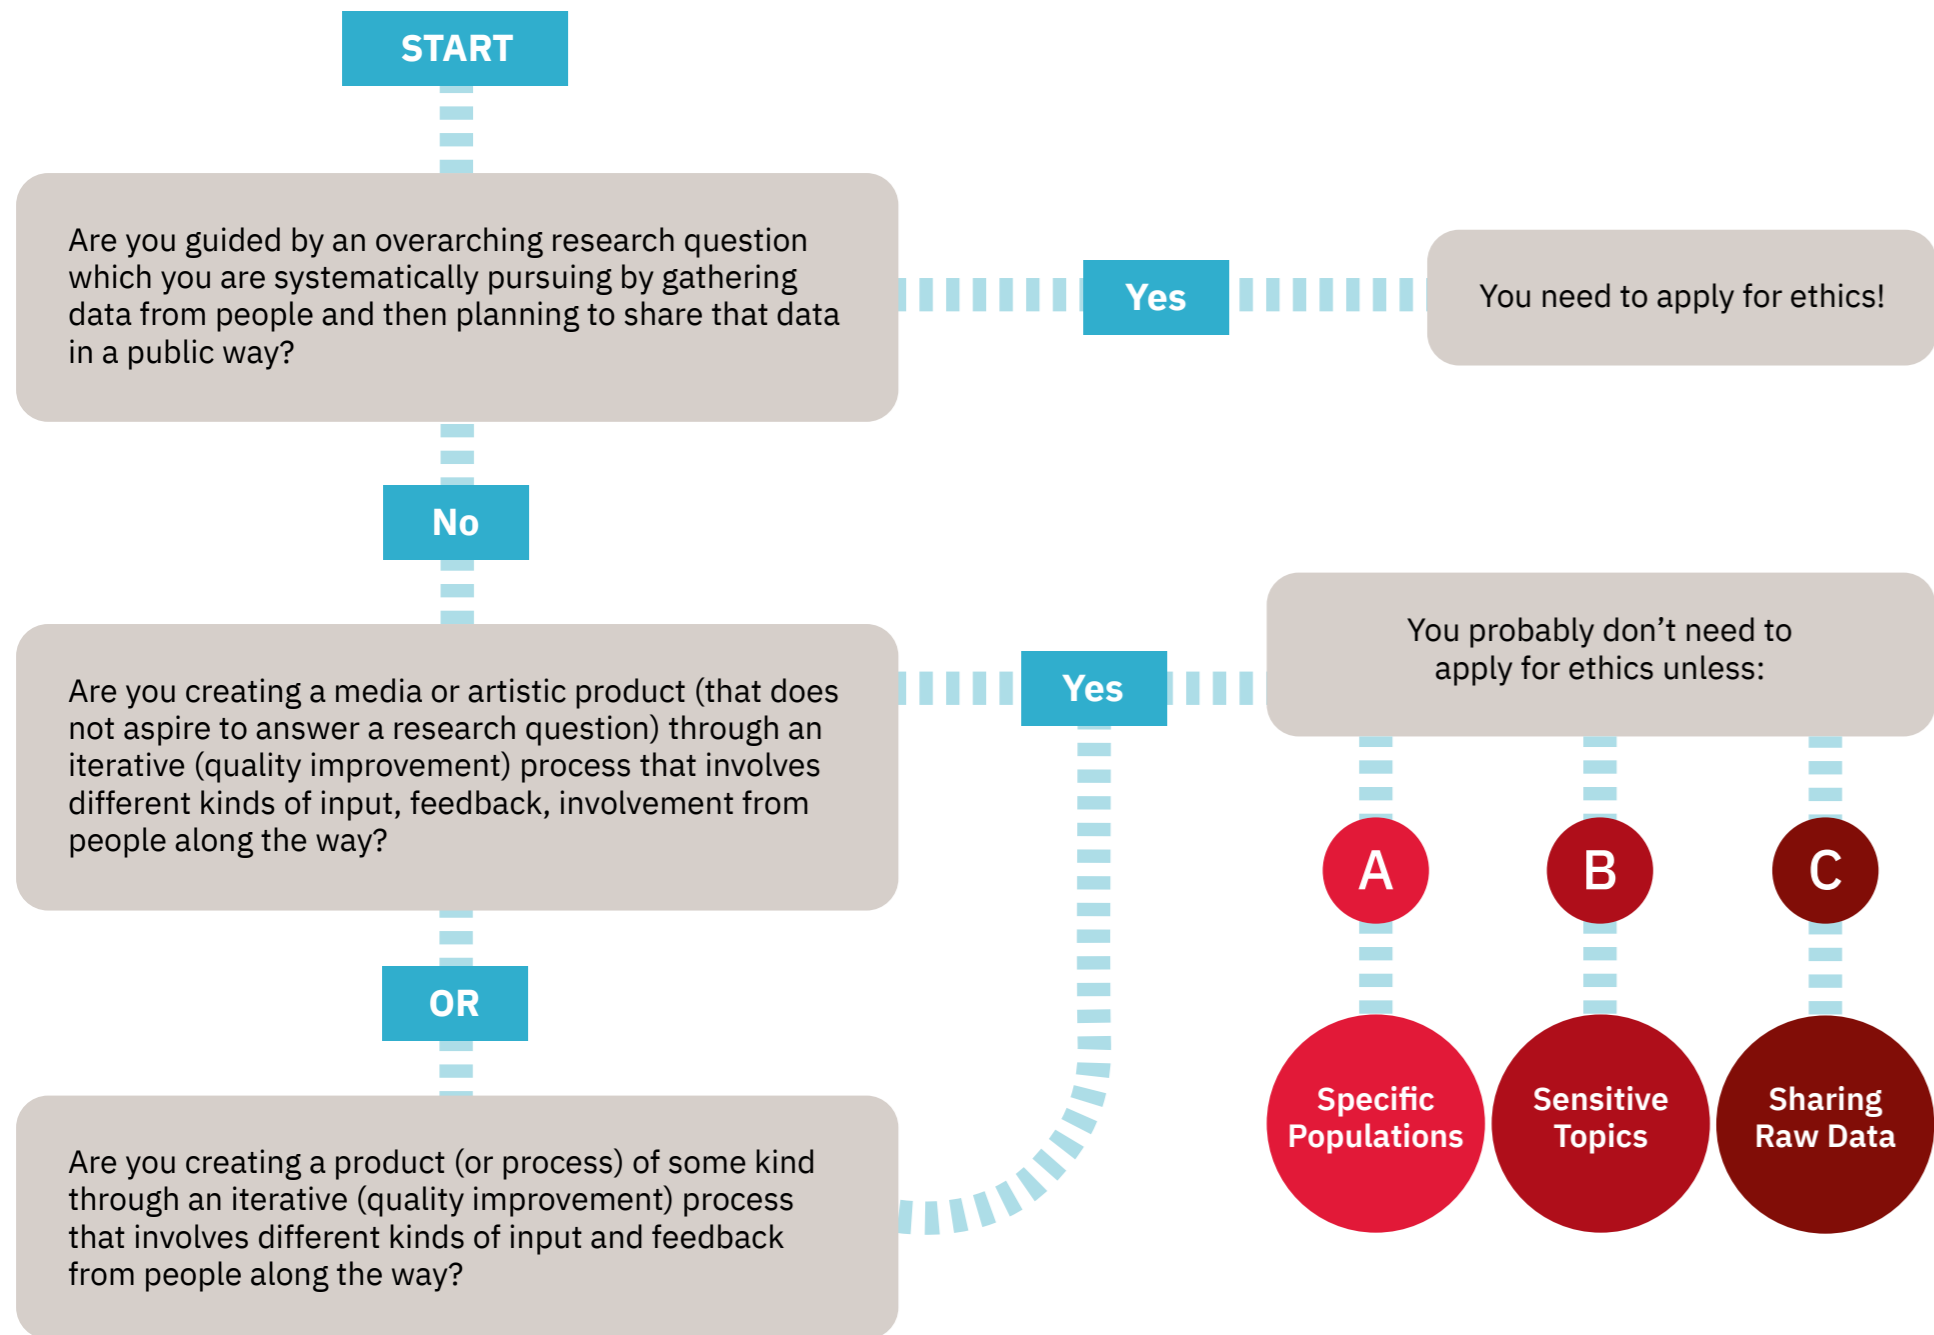 START
Are you guided by an overarching research question
which you are systematically pursuing by gathering
data from people and then planning to share that data
in a public way?
Yes
You need to apply for ethics!
No
Are you creating a media or artistic product (that does
not aspire to answer a research question) through an
iterative (quality improvement) process that involves
different kinds of input, feedback, involvement from
people along the way?
Yes
You probably don’t need to
apply for ethics unless:
A
B
C
Specific
Populations
Sensitive
Topics
Sharing
Raw Data
OR
Are you creating a product (or process) of some kind
through an iterative (quality improvement) process
that involves different kinds of input and feedback
from people along the way?